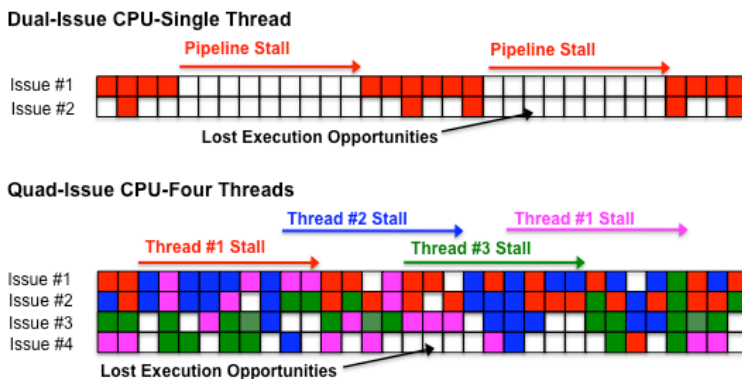 Dual-Issue CPU-Single Thread
Pipeline Stall Pipeline Stall
Issue #1
Issue #2
Lost Execution Opportunities
Quad-Issue CPU-Four Threads
Thread #2 Stall Thread #1 Stall
Thread #1 Stall Thread #3 Stall
Issue #1
Issue #2
Issue #3
Issue #4
Lost Execution Opportunities